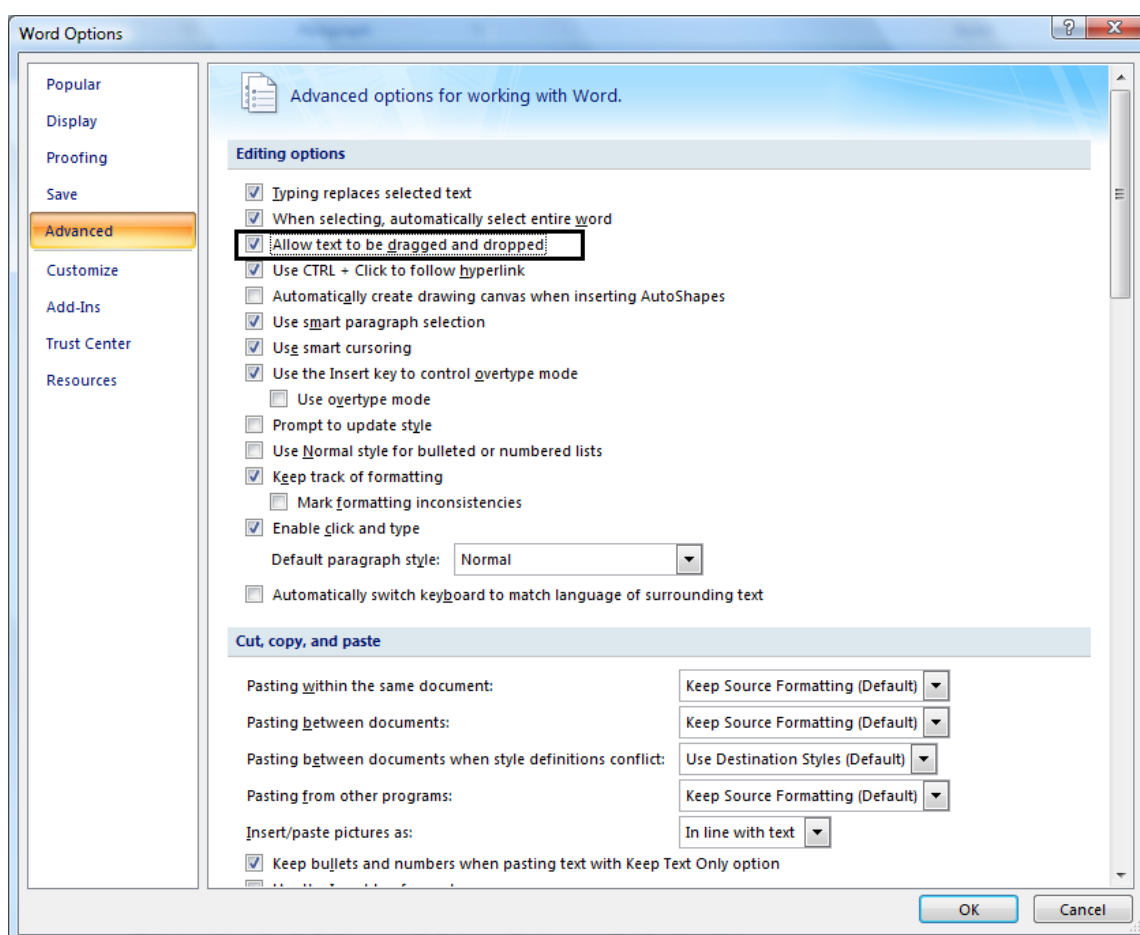 Word Options
Popular
Display
Proofing
Save
Advanced
Customize
Add-Ins
Trust Center
Resources
Advanced options for working with Word.
Editing options
Typing replaces selected text
When selecting, automatically select entire word
Allow text to be dragged and dropped
Use CTRL + Click to follow hyperlink
Automatically create drawing canvas when inserting AutoShapes
Use smart paragraph selection
Use smart cursoring
Use the Insert key to control overtype mode
Use overtype mode
Prompt to update style
Use Normal style for bulleted or numbered lists
Keep track of formatting
Mark formatting inconsistencies
Enable click and type
Default paragraph style: Normal
Automatically switch keyboard to match language of surrounding text
Cut, copy, and paste
Pasting within the same document: Keep Source Formatting (Default)
Pasting between documents: Keep Source Formatting (Default)
Pasting between documents when style definitions conflict: Use Destination Styles (Default)
Pasting from other programs: Keep Source Formatting (Default)
Insert/paste pictures as: In line with text
Keep bullets and numbers when pasting text with Keep Text Only option
OK Cancel